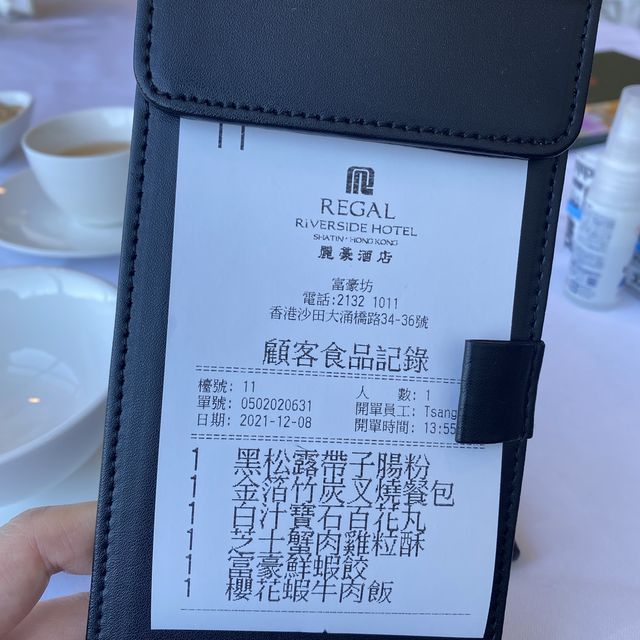 11
REGAL
RIVERSIDE HOTEL
SHATIN · HONG KONG
麗豪酒店
富豪坊
電話:2132 1011
香港沙田大涌橋路34-36號
顧客食品記錄
檯號: 11 人 數: 1
單號: 0502020631 開單員工: Tsang
日期: 2021-12-08 開單時間: 13:55
1 黑松露帶子腸粉
1 金箔竹炭叉燒餐包
1 白汁寶石百花丸
1 芝士蟹肉雞粒酥
1 富豪鮮蝦餃
1 櫻花蝦牛肉飯